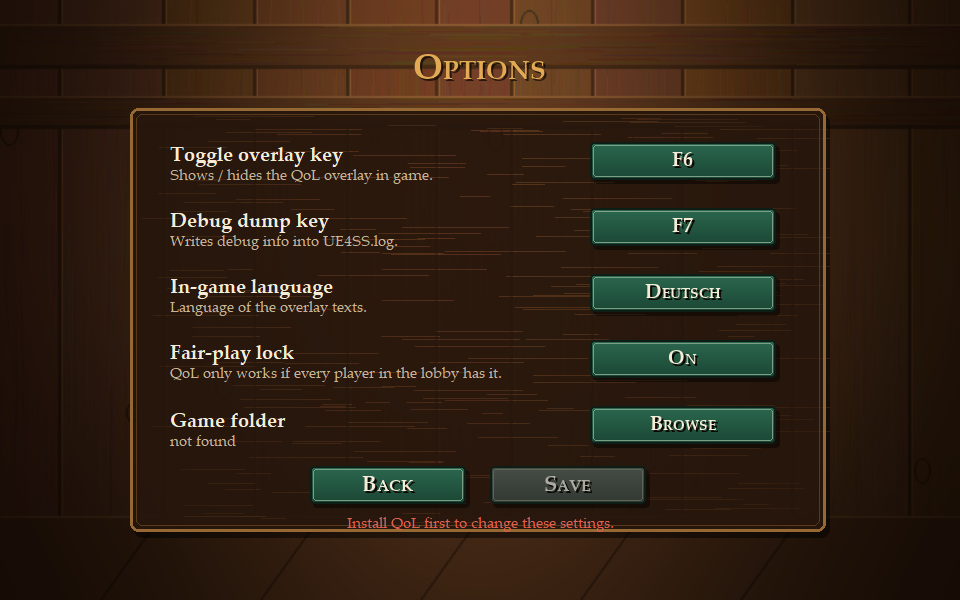 Options
Toggle overlay key
F6
Shows / hides the QoL overlay in game.
Debug dump key
F7
Writes debug info into UE4SS.log.
In-game language
Deutsch
Language of the overlay texts.
Fair-play lock
On
QoL only works if every player in the lobby has it.
Game folder
Browse
not found
Back
Save
Install QoL first to change these settings.